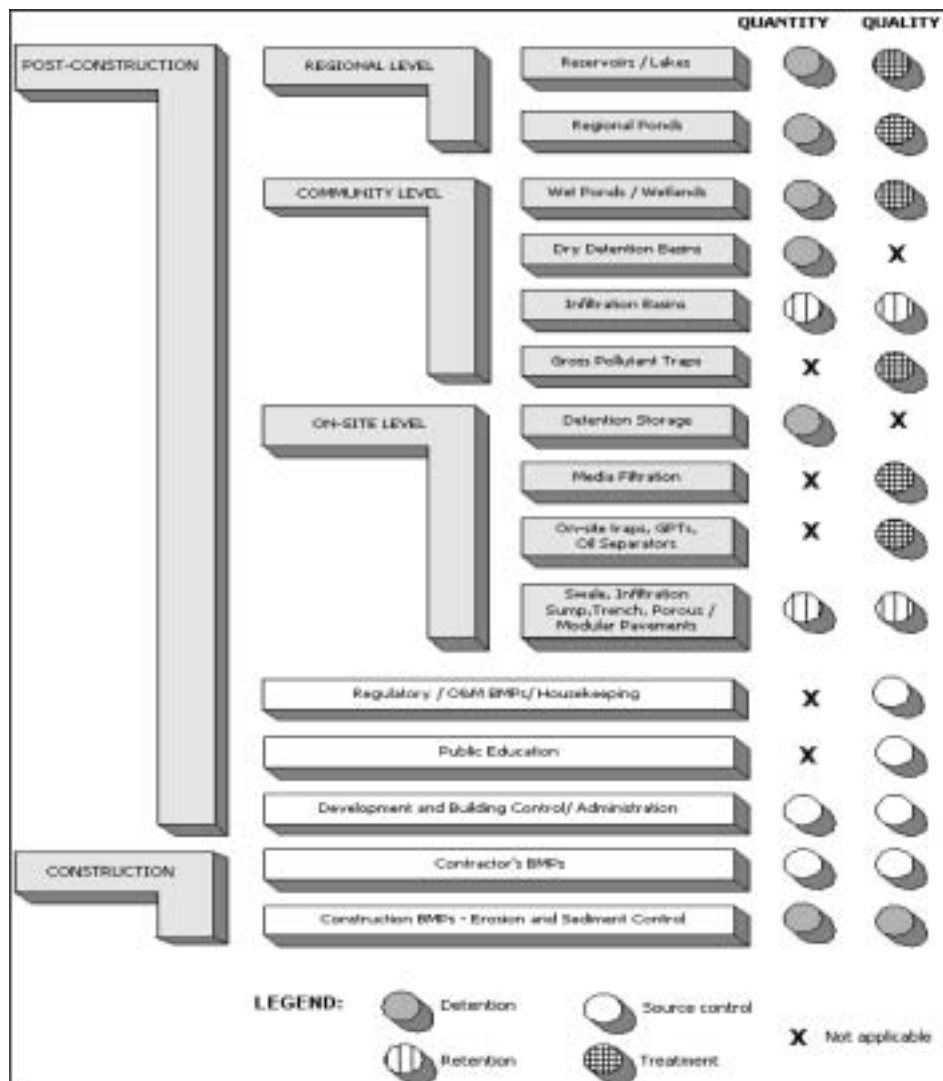 QUANTITY QUALITY
POST-CONSTRUCTION
REGIONAL LEVEL
Reservoirs / Lakes
Regional Ponds
COMMUNITY LEVEL
Wet Ponds / Wetlands
Dry Detention Basins
X
Infiltration Basins
Gross Pollutant Traps
X
ON-SITE LEVEL
Detention Storage
X
Media Filtration
X
On-site traps, GPTs,
Oil Separators
X
Swale, Infiltration
Sump,Trench, Porous /
Modular Pavements
Regulatory / O&M BMPs/ Housekeeping
X
Public Education
X
Development and Building Control/ Administration
CONSTRUCTION
Contractor's BMPs
Construction BMPs - Erosion and Sediment Control
LEGEND:
Detention
Source control
Retention
Treatment
X Not applicable